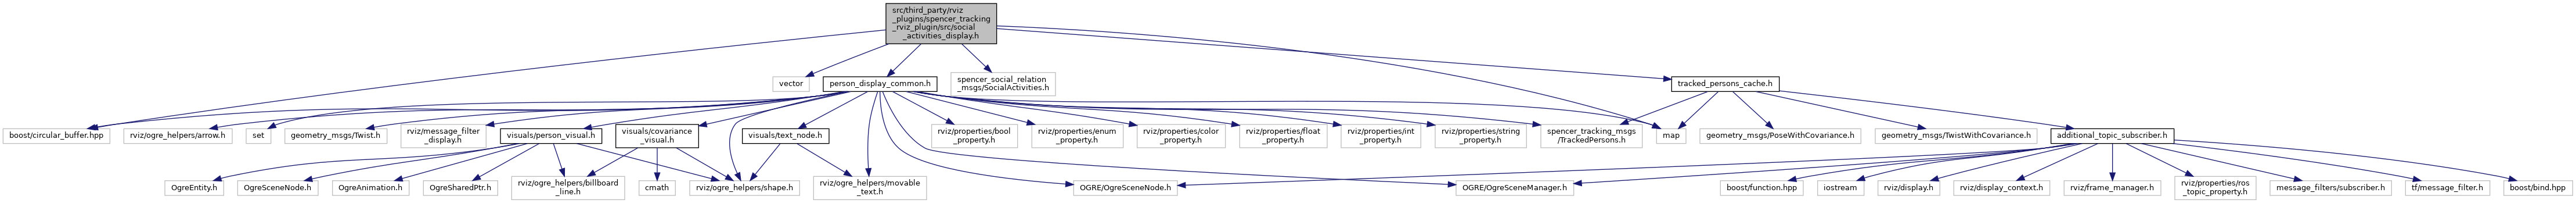 src/third_party/rviz
_plugins/spencer_tracking
_rviz_plugin/src/social
_activities_display.h
vector
person_display_common.h
spencer_social_relation
_msgs/SocialActivities.h
tracked_persons_cache.h
boost/circular_buffer.hpp
rviz/ogre_helpers/arrow.h
set
geometry_msgs/Twist.h
rviz/message_filter
_display.h
visuals/person_visual.h
visuals/covariance
_visual.h
visuals/text_node.h
rviz/properties/bool
_property.h
rviz/properties/enum
_property.h
rviz/properties/color
_property.h
rviz/properties/float
_property.h
rviz/properties/int
_property.h
rviz/properties/string
_property.h
spencer_tracking_msgs
/TrackedPersons.h
map
geometry_msgs/PoseWithCovariance.h
geometry_msgs/TwistWithCovariance.h
additional_topic_subscriber.h
OgreEntity.h
OgreSceneNode.h
OgreAnimation.h
OgreSharedPtr.h
rviz/ogre_helpers/billboard
_line.h
cmath
rviz/ogre_helpers/shape.h
rviz/ogre_helpers/movable
_text.h
OGRE/OgreSceneNode.h
OGRE/OgreSceneManager.h
boost/function.hpp
iostream
rviz/display.h
rviz/display_context.h
rviz/frame_manager.h
rviz/properties/ros
_topic_property.h
message_filters/subscriber.h
tf/message_filter.h
boost/bind.hpp